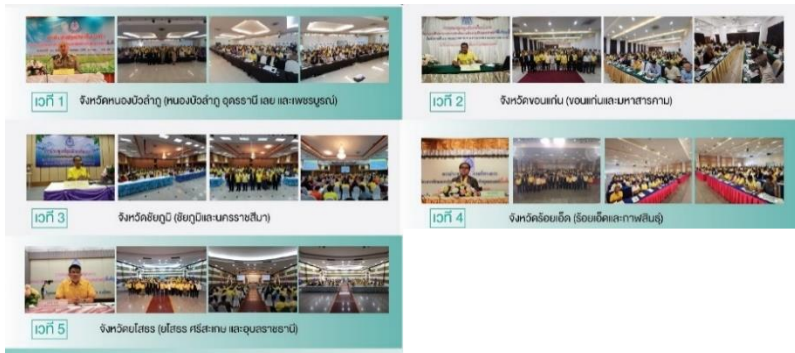 เวที 1 จังหวัดหนองบัวลำภู (หนองบัวลำภู อุดรธานี เลย และเพชรบูรณ์)
เวที 2 จังหวัดขอนแก่น (ขอนแก่นและมหาสารคาม)
เวที 3 จังหวัดชัยภูมิ (ชัยภูมิและนครราชสีมา)
เวที 4 จังหวัดร้อยเอ็ด (ร้อยเอ็ดและกาฬสินธุ์)
เวที 5 จังหวัดยโสธร (ยโสธร ศรีสะเกษ และอุบลราชธานี)